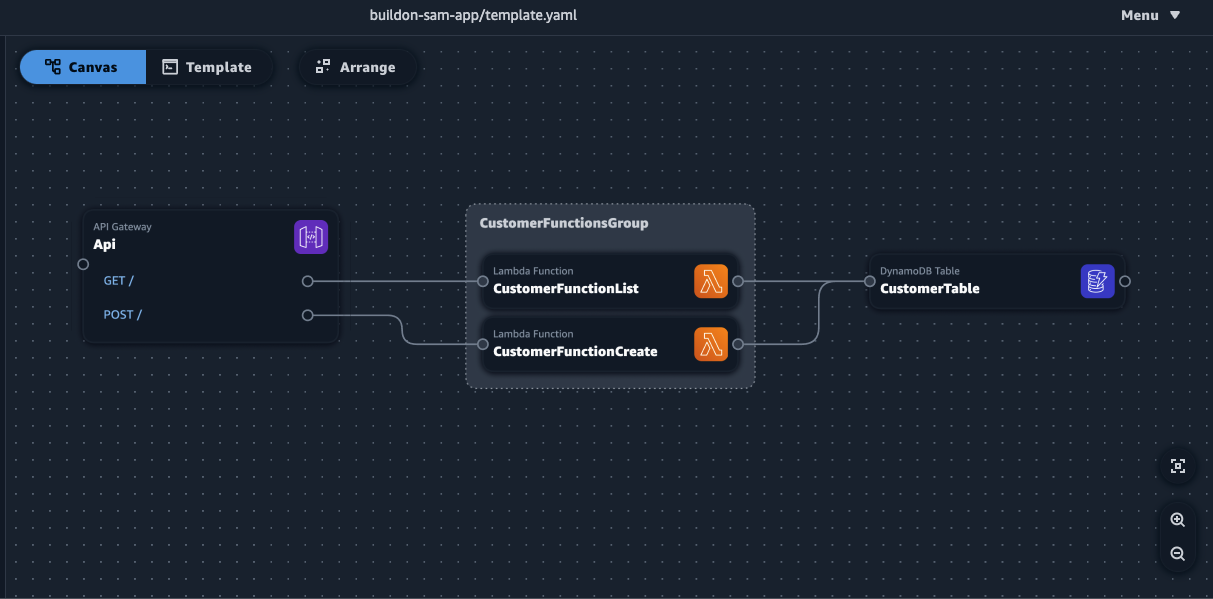 buildon-sam-app/template.yaml
Menu
Canvas
Template
Arrange
API Gateway
Api
GET /
POST /
CustomerFunctionsGroup
Lambda Function
CustomerFunctionList
Lambda Function
CustomerFunctionCreate
DynamoDB Table
CustomerTable